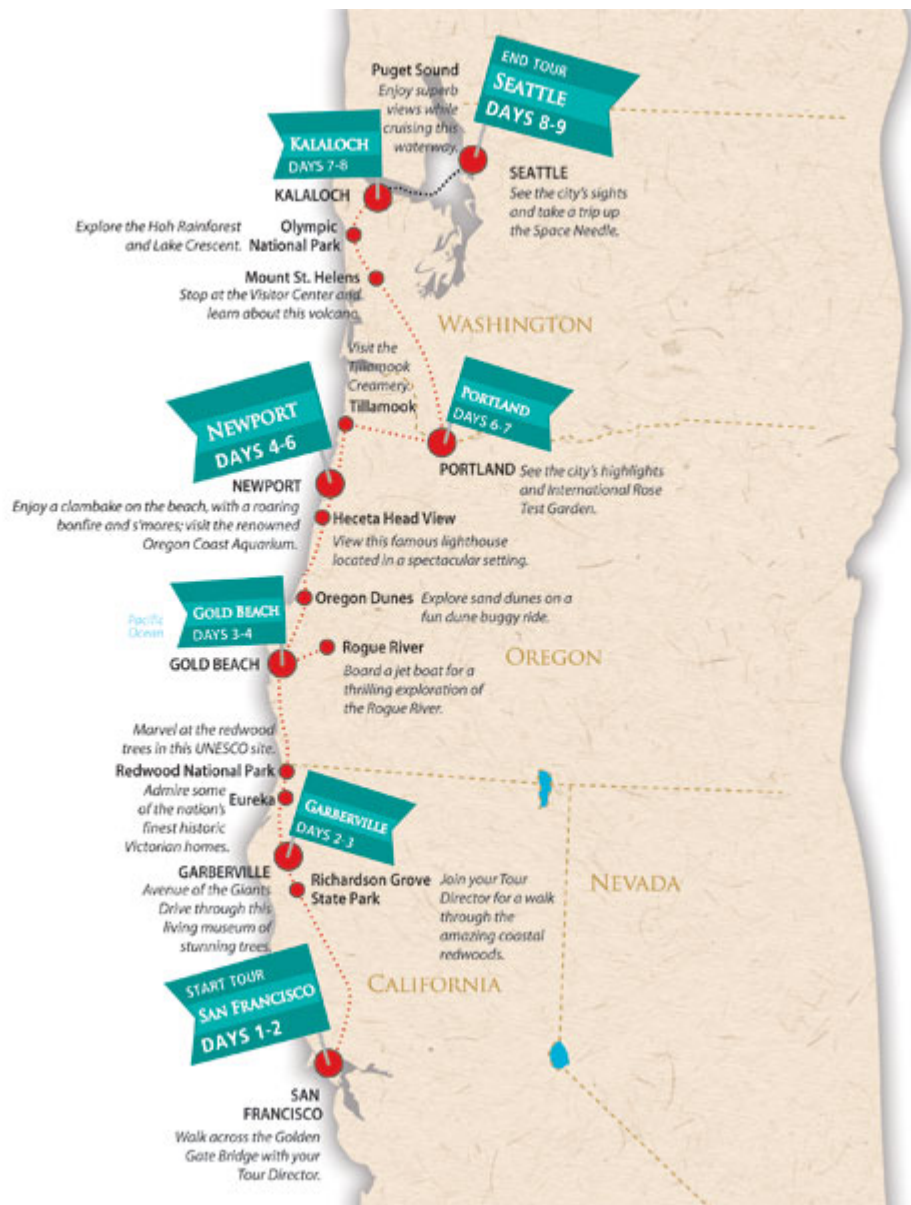 Puget Sound
Enjoy superb
views while
cruising this
waterway.
END TOUR
SEATTLE
DAYS 8-9
KALALOCH
DAYS 7-8
KALALOCH
SEATTLE
See the city's sights
and take a trip up
the Space Needle.
Explore the Hoh Rainforest
and Lake Crescent.
Olympic
National Park
Mount St. Helens
Stop at the Visitor Center and
learn about this volcano.
WASHINGTON
Visit the
Tillamook
Creamery.
Tillamook
PORTLAND
DAYS 6-7
NEWPORT
DAYS 4-6
PORTLAND
See the city's highlights
and International Rose
Test Garden.
NEWPORT
Enjoy a clambake on the beach, with a roaring
bonfire and s'mores; visit the renowned
Oregon Coast Aquarium.
Heceta Head View
View this famous lighthouse
located in a spectacular setting.
GOLD BEACH
DAYS 3-4
Oregon Dunes
Explore sand dunes on a
fun dune buggy ride.
Pacific
Ocean
GOLD BEACH
Rogue River
Board a jet boat for a
thrilling exploration of
the Rogue River.
OREGON
Marvel at the redwood
trees in this UNESCO site.
Redwood National Park
Eureka
Admire some
of the nation's
finest historic
Victorian homes.
GARBERVILLE
DAYS 2-3
GARBERVILLE
Avenue of the Giants
Drive through this
living museum of
stunning trees.
Richardson Grove
State Park
Join your Tour
Director for a walk
through the
amazing coastal
redwoods.
NEVADA
CALIFORNIA
START TOUR
SAN FRANCISCO
DAYS 1-2
SAN
FRANCISCO
Walk across the Golden
Gate Bridge with your
Tour Director.